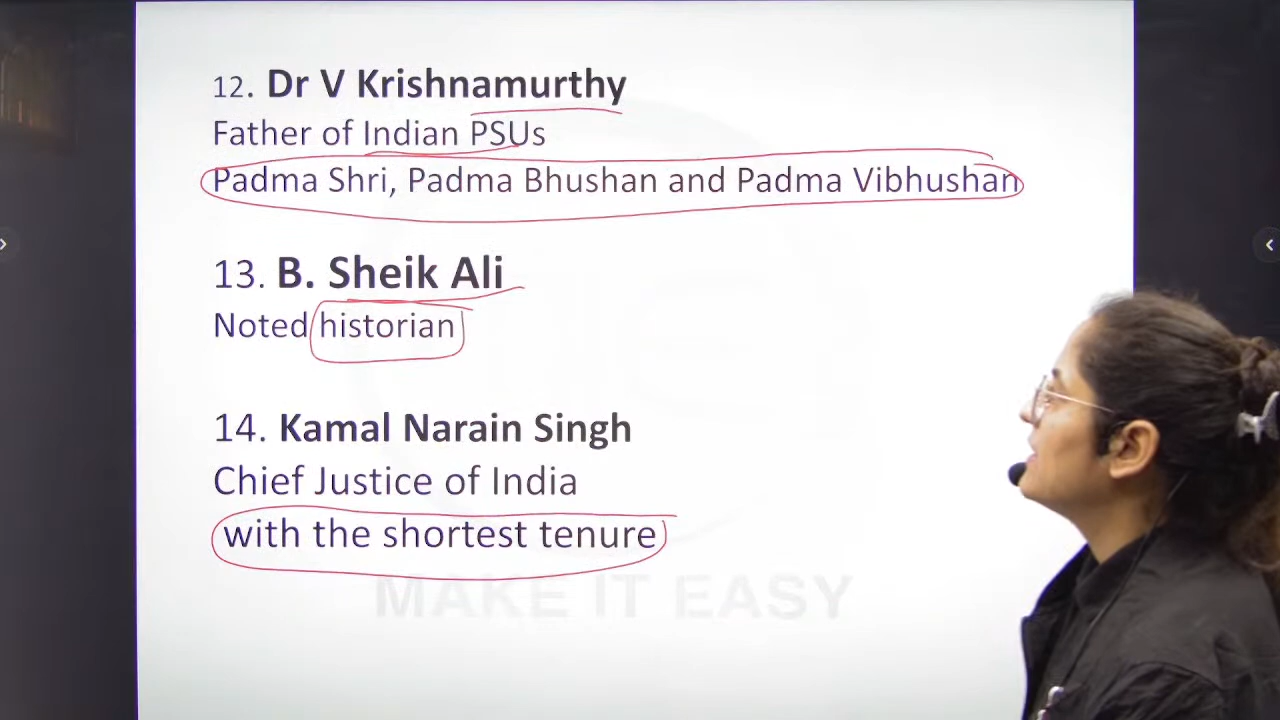 12. Dr V Krishnamurthy
Father of Indian PSUs
Padma Shri, Padma Bhushan and Padma Vibhushan
13. B. Sheik Ali
Noted historian
14. Kamal Narain Singh
Chief Justice of India
with the shortest tenure
MAKE IT EASY